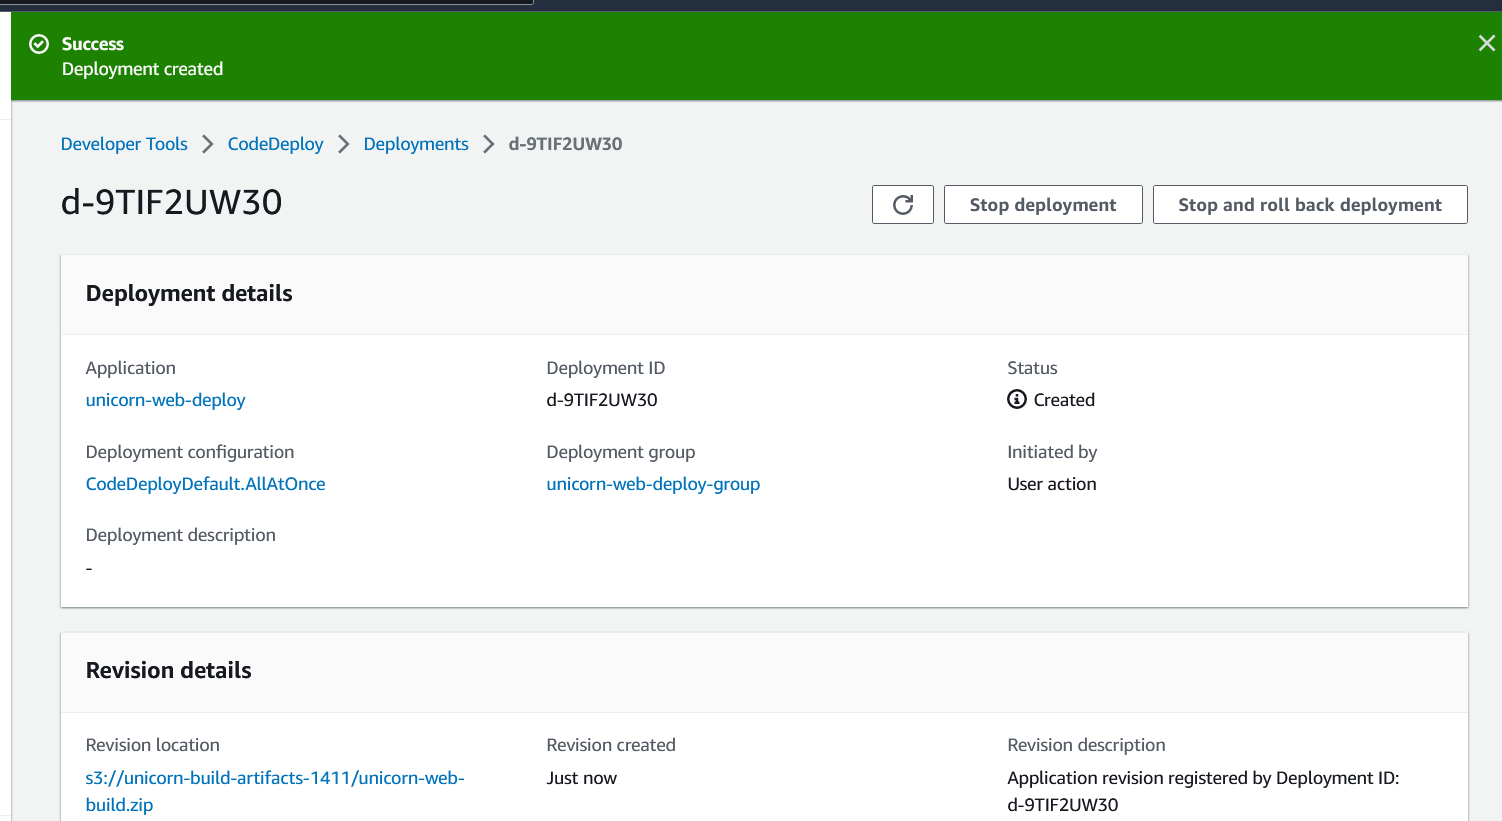 Success
Deployment created
Developer Tools CodeDeploy Deployments d-9TIF2UW30
d-9TIF2UW30
Stop deployment
Stop and roll back deployment
Deployment details
Application
unicorn-web-deploy
Deployment ID
d-9TIF2UW30
Status
Created
Deployment configuration
CodeDeployDefault.AllAtOnce
Deployment group
unicorn-web-deploy-group
Initiated by
User action
Deployment description
-
Revision details
Revision location
s3://unicorn-build-artifacts-1411/unicorn-web-
build.zip
Revision created
Just now
Revision description
Application revision registered by Deployment ID:
d-9TIF2UW30